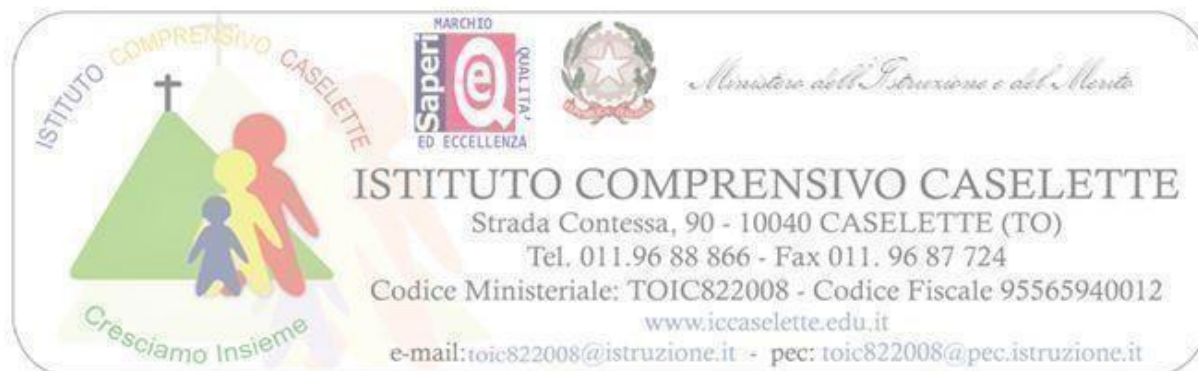 ISTITUTO COMPRENSIVO CASELETTE
Cresciamo Insieme
MARCHIO
Saperi
QUALITA'
ED ECCELLENZA
Ministero dell'Istruzione e del Merito
ISTITUTO COMPRENSIVO CASELETTE
Strada Contessa, 90 - 10040 CASELETTE (TO)
Tel. 011.96 88 866 - Fax 011. 96 87 724
Codice Ministeriale: TOIC822008 - Codice Fiscale 95565940012
www.iccaselette.edu.it
e-mail:toic822008@istruzione.it - pec: toic822008@pec.istruzione.it